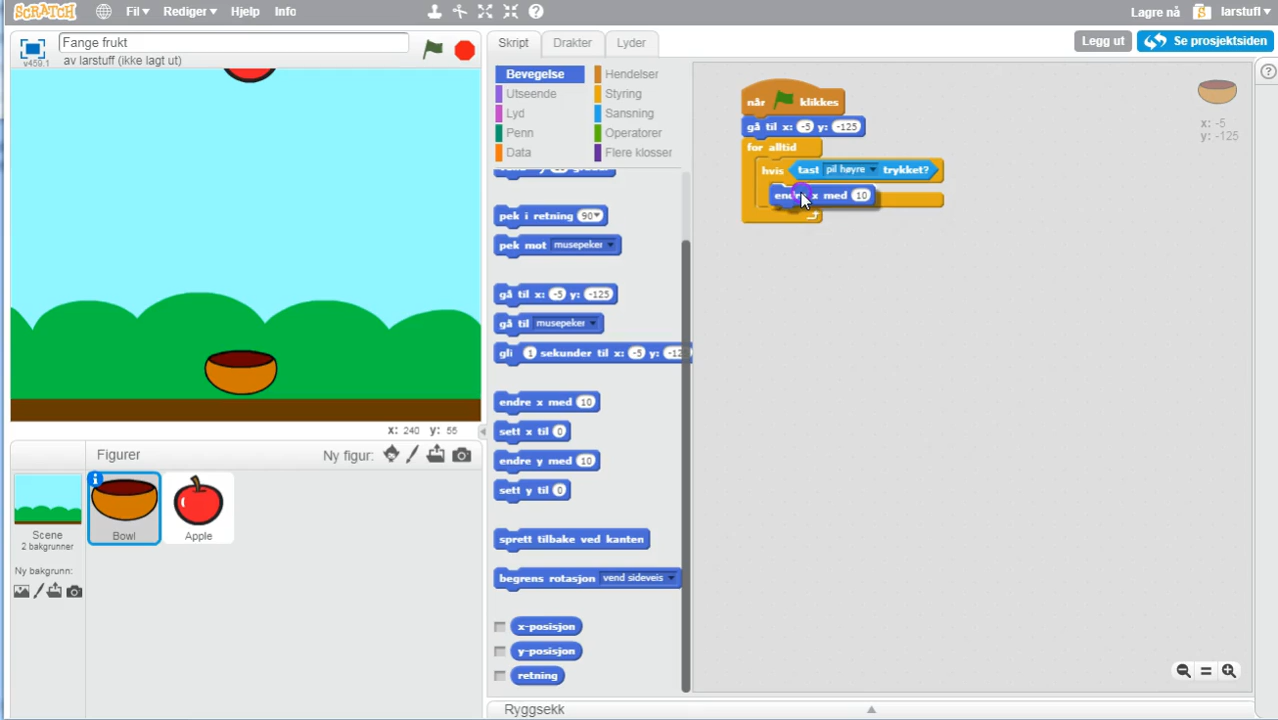 SCRATCH Fil Rediger Hjelp Info Lagre nå larstuff
v459.1 Fange frukt
av larstuff (ikke lagt ut)
Skript Drakter Lyder
Legg ut Se prosjektsiden
Bevegelse Hendelser
Utseende Styring
Lyd Sansning
Penn Operatorer
Data Flere klosser
pek i retning 90
pek mot musepeker
gå til x: -5 y: -125
gå til musepeker
gli 1 sekunder til x: -5 y:
endre x med 10
sett x til 0
endre y med 10
sett y til 0
sprett tilbake ved kanten
begrens rotasjon vend sideveis
x-posisjon
y-posisjon
retning
når klikkes
gå til x: -5 y: -125
for alltid
hvis tast pil høyre trykket?
x med 10
x: -5
y: -125
x: 240 y: 55
Figurer Ny figur:
Scene
2 bakgrunner
Ny bakgrunn:
Bowl
Apple
Ryggsekk